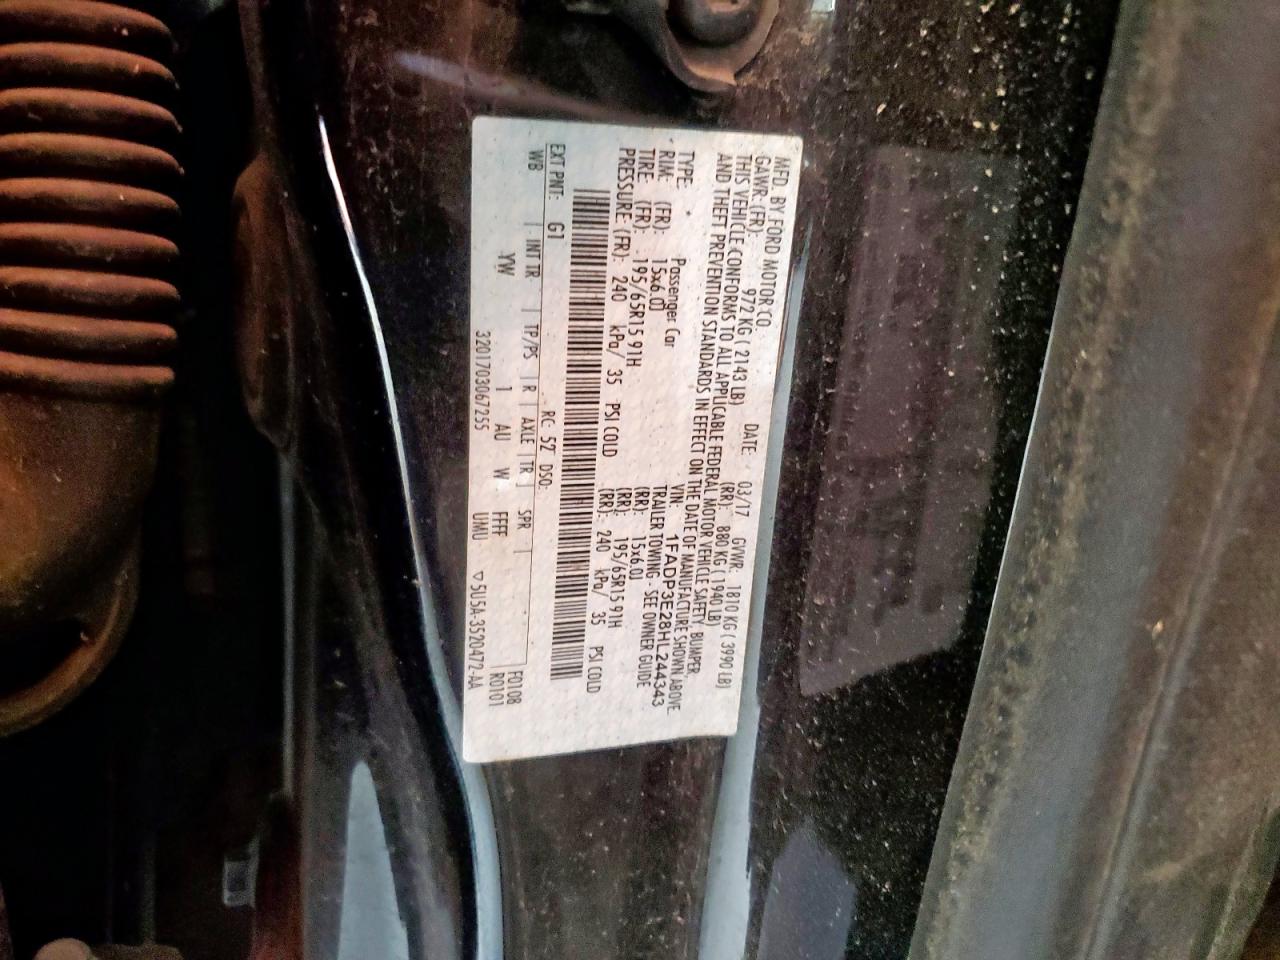 MFD. BY FORD MOTOR CO.
DATE: 03/17 GVWR: 1810 KG ( 3990 LB)
GAWR: (FR): 972 KG ( 2143 LB) (RR): 880 KG ( 1940 LB)
THIS VEHICLE CONFORMS TO ALL APPLICABLE FEDERAL MOTOR VEHICLE SAFETY, BUMPER,
AND THEFT PREVENTION STANDARDS IN EFFECT ON THE DATE OF MANUFACTURE SHOWN ABOVE.
VIN: 1FADP3E28HL244343
TYPE: Passenger Car TRAILER TOWING - SEE OWNER GUIDE
RIM: (FR): 15x6.0J (RR): 15x6.0J
TIRE: (FR): 195/65R15 91H (RR): 195/65R15 91H
PRESSURE: (FR): 240 kPa/ 35 PSI COLD (RR): 240 kPa/ 35 PSI COLD
EXT PNT: G1 RC: 52 DSO: F0108
WB | INT TR | TP/PS | R | AXLE | TR | SPR | R0101
YW 1 AU W FFFF
3201703067255 UMU ▽5U5A-3520472-AA